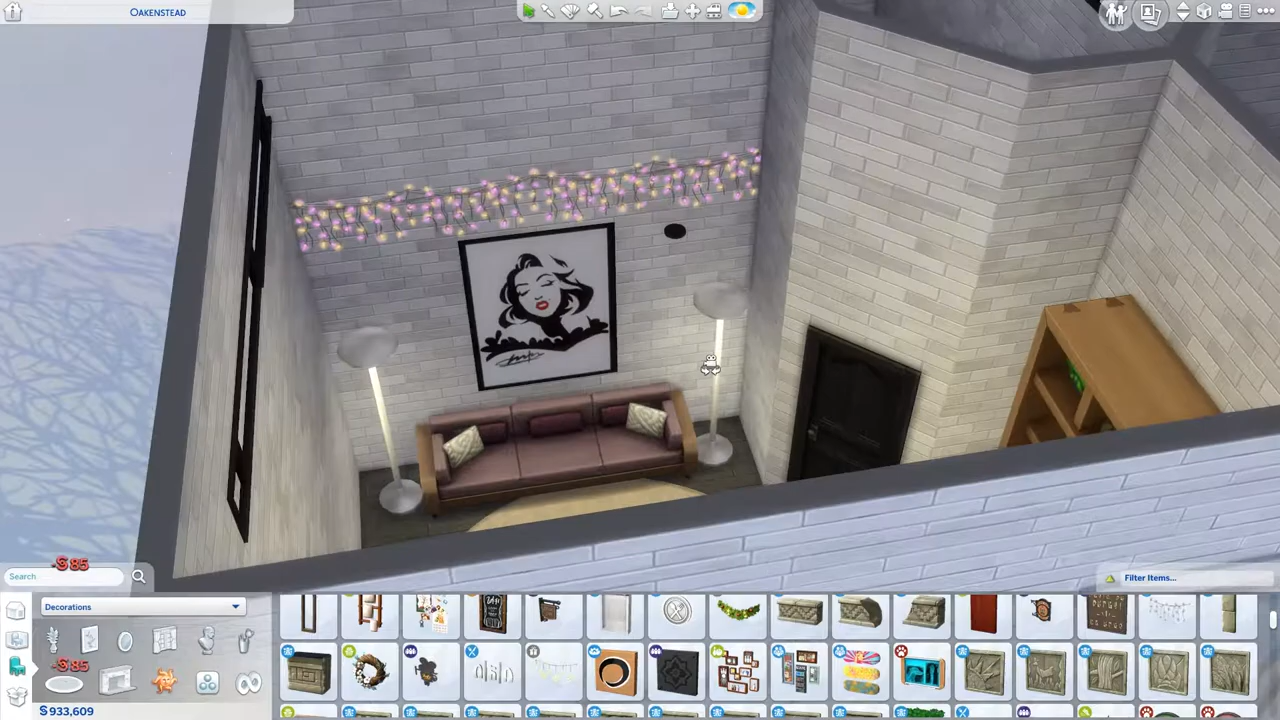 OAKENSTEAD
-§85
Search
Filter Items...
Decorations
-§85
§933,609